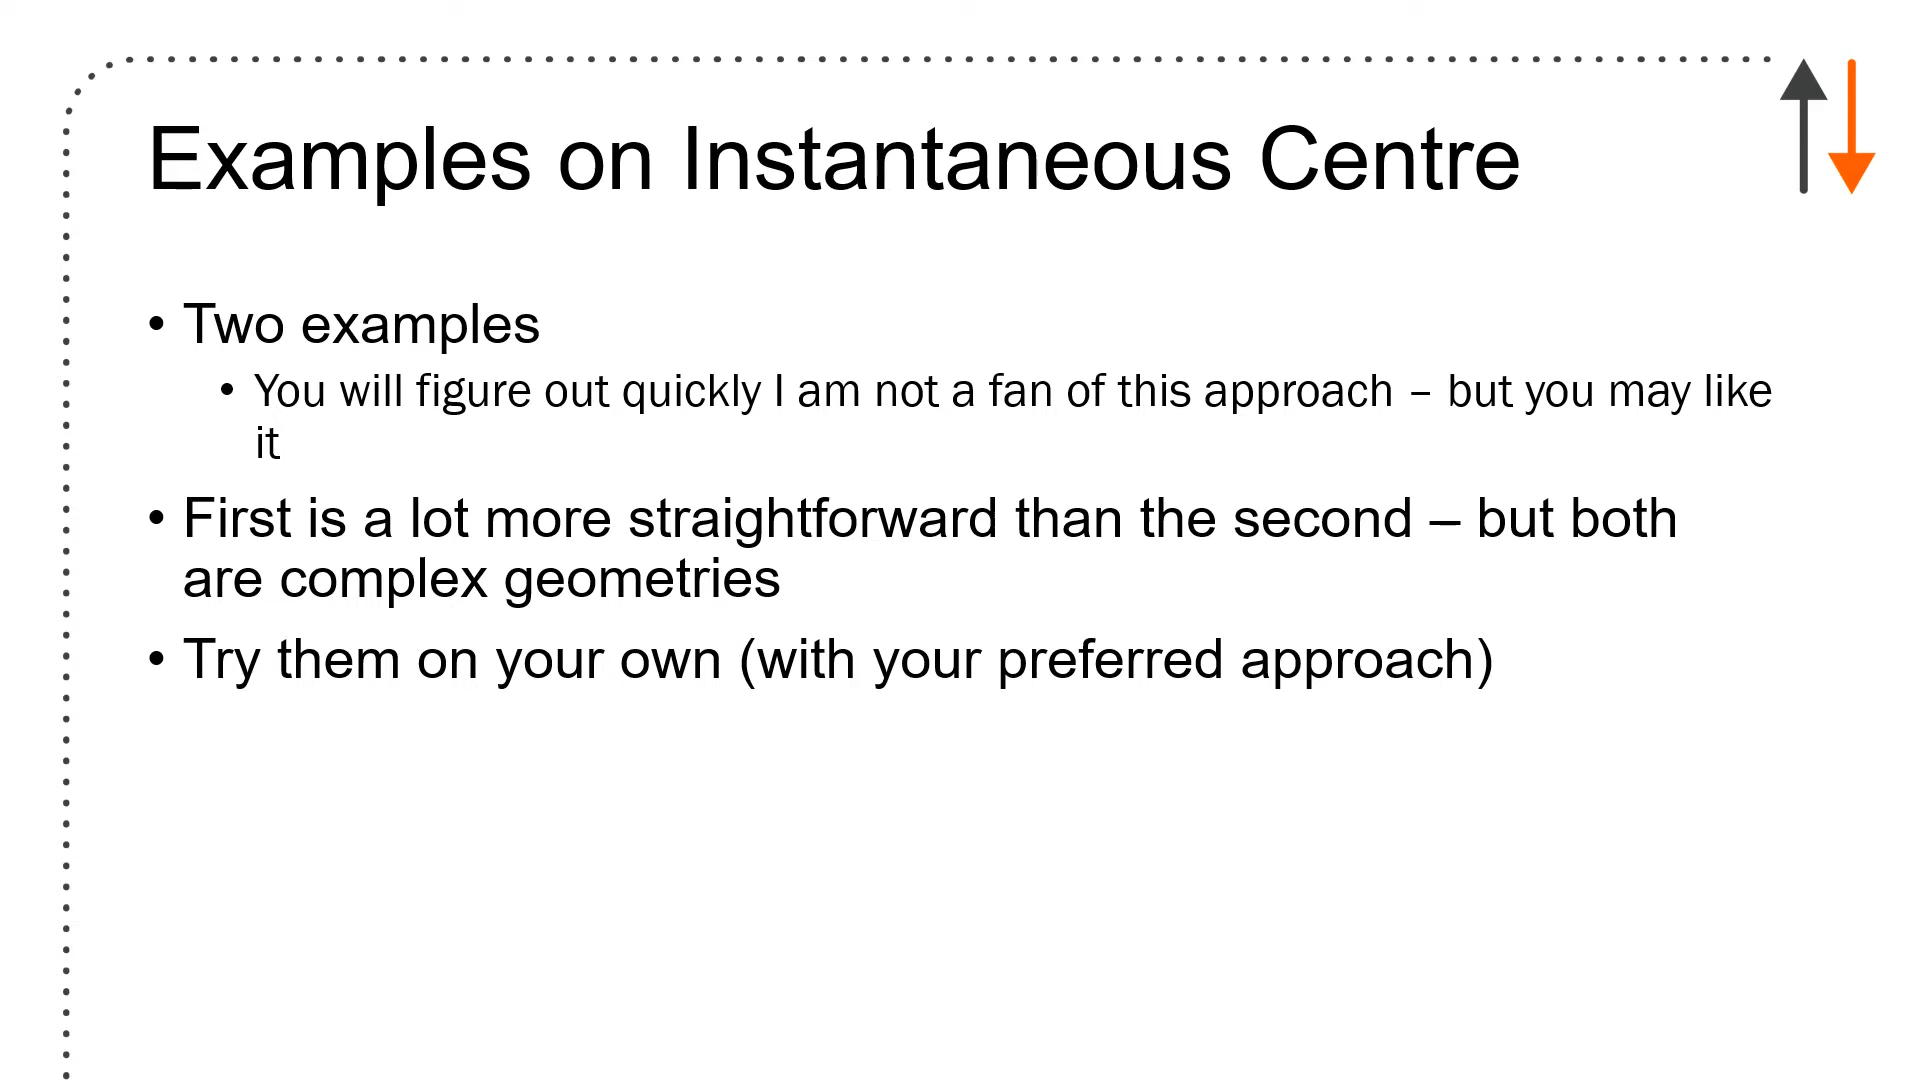 Examples on Instantaneous Centre
• Two examples
• You will figure out quickly I am not a fan of this approach – but you may like
it
• First is a lot more straightforward than the second – but both
are complex geometries
• Try them on your own (with your preferred approach)